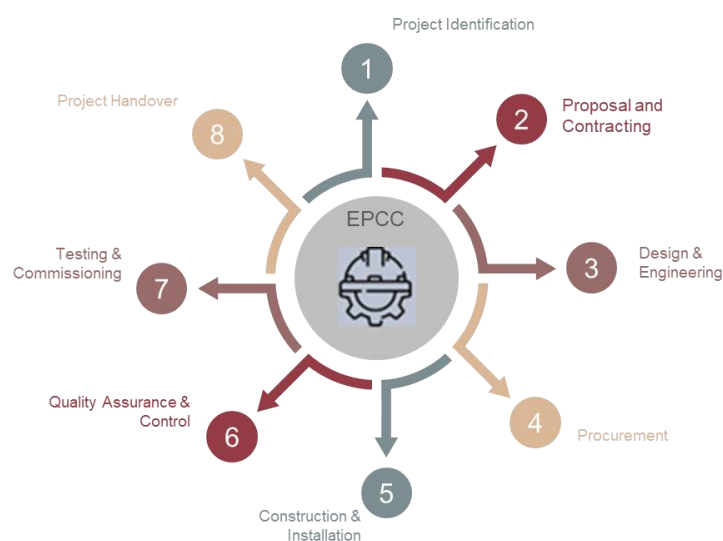 EPCC
1
Project Identification
2
Proposal and
Contracting
3
Design &
Engineering
4
Procurement
5
Construction &
Installation
6
Quality Assurance &
Control
7
Testing &
Commissioning
8
Project Handover